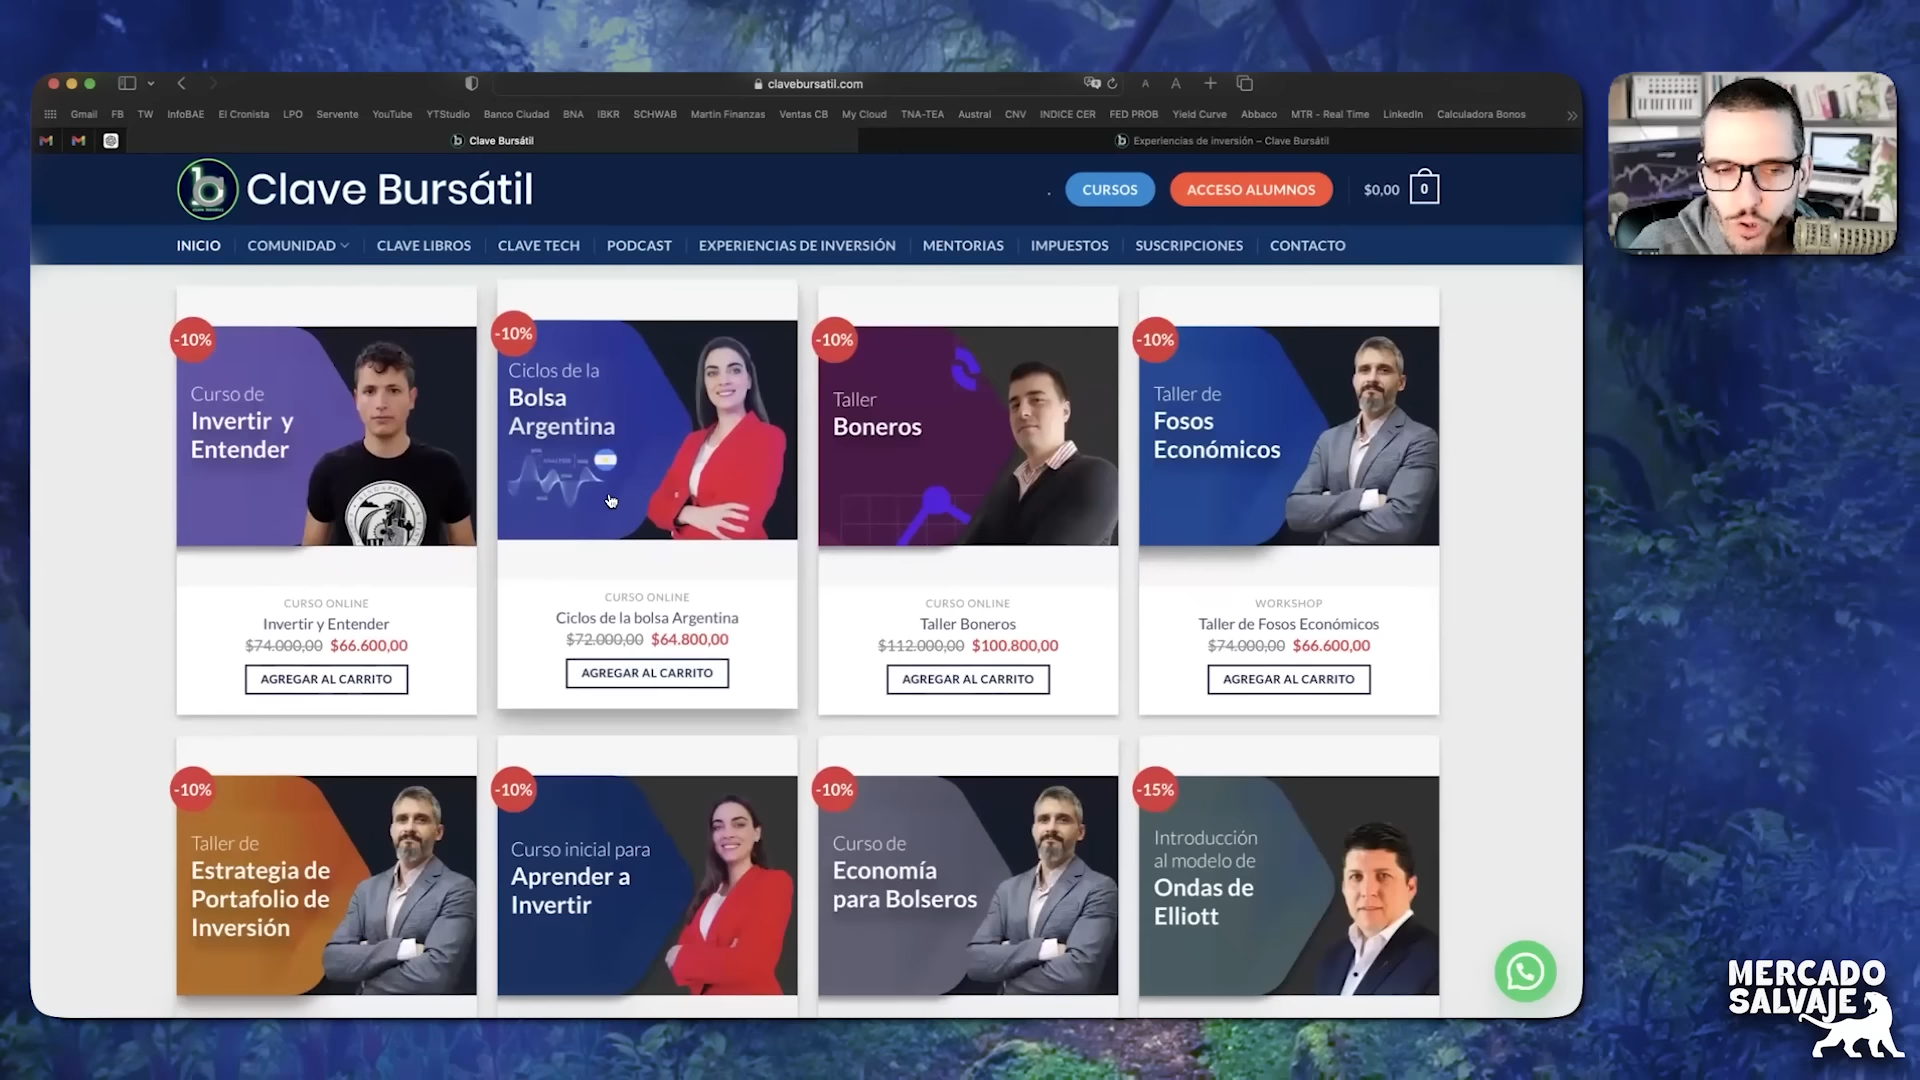 clavebursatil.com
A A
Gmail FB TW InfoBAE El Cronista LPO Servente YouTube YTStudio Banco Ciudad BNA IBKR SCHWAB Martin Finanzas Ventas CB My Cloud TNA-TEA Austral CNV INDICE CER FED PROB Yield Curve Abbaco MTR - Real Time LinkedIn Calculadora Bonos
Clave Bursátil
Experiencias de inversión – Clave Bursátil
Clave Bursátil
CURSOS
ACCESO ALUMNOS
$0,00
0
INICIO COMUNIDAD CLAVE LIBROS CLAVE TECH PODCAST EXPERIENCIAS DE INVERSIÓN MENTORIAS IMPUESTOS SUSCRIPCIONES CONTACTO
-10%
Curso de
Invertir y
Entender
SINGAPORE
CURSO ONLINE
Invertir y Entender
$74.000,00 $66.600,00
AGREGAR AL CARRITO
-10%
Ciclos de la
Bolsa
Argentina
ANALYSIS
CURSO ONLINE
Ciclos de la bolsa Argentina
$72.000,00 $64.800,00
AGREGAR AL CARRITO
-10%
Taller
Boneros
CURSO ONLINE
Taller Boneros
$112.000,00 $100.800,00
AGREGAR AL CARRITO
-10%
Taller de
Fosos
Económicos
WORKSHOP
Taller de Fosos Económicos
$74.000,00 $66.600,00
AGREGAR AL CARRITO
-10%
Taller de
Estrategia de
Portafolio de
Inversión
-10%
Curso inicial para
Aprender a
Invertir
-10%
Curso de
Economía
para Bolseros
-15%
Introducción
al modelo de
Ondas de
Elliott
MERCADO
SALVAJE